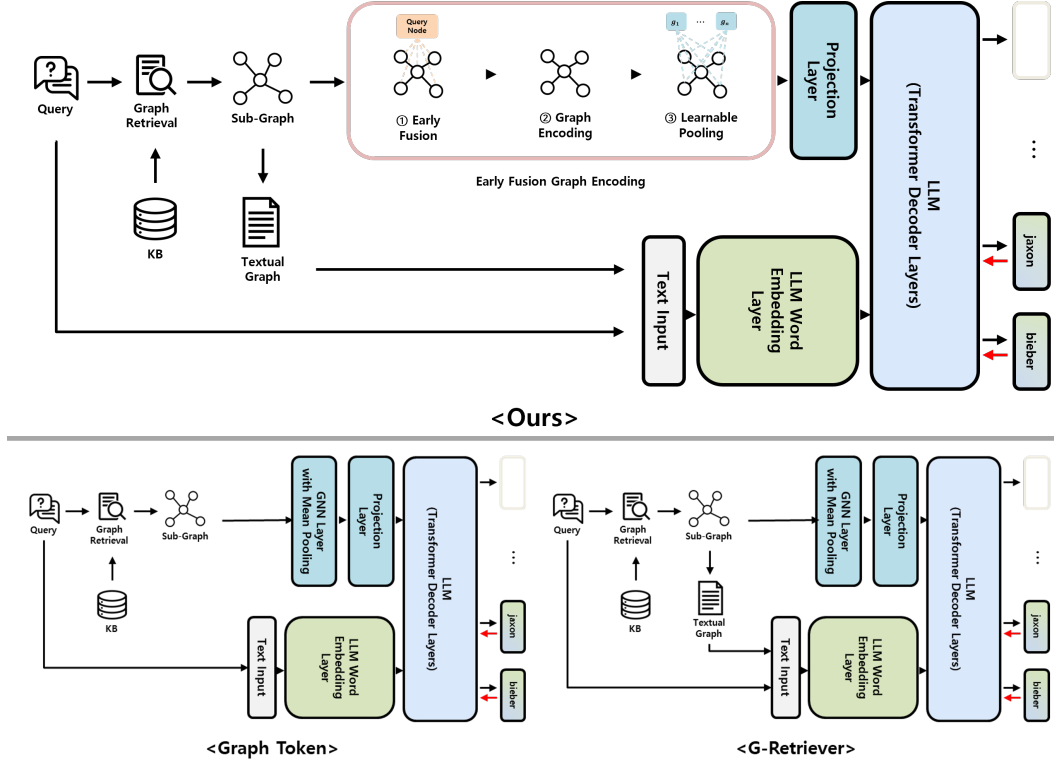 Query
Node
g1 ... gn
Query
Graph
Retrieval
Sub-Graph
① Early
Fusion
② Graph
Encoding
③ Learnable
Pooling
Early Fusion Graph Encoding
Projection
Layer
LLM
(Transformer Decoder Layers)
...
KB
Textual
Graph
Text Input
LLM Word
Embedding
Layer
jaxon
bieber
<Ours>
Query
Graph
Retrieval
Sub-Graph
KB
GNN Layer
with Mean Pooling
Projection
Layer
LLM
(Transformer Decoder Layers)
Text Input
LLM Word
Embedding
Layer
...
jaxon
bieber
<Graph Token>
Query
Graph
Retrieval
Sub-Graph
KB
Textual
Graph
GNN Layer
with Mean Pooling
Projection
Layer
LLM
(Transformer Decoder Layers)
Text Input
LLM Word
Embedding
Layer
...
jaxon
bieber
<G-Retriever>